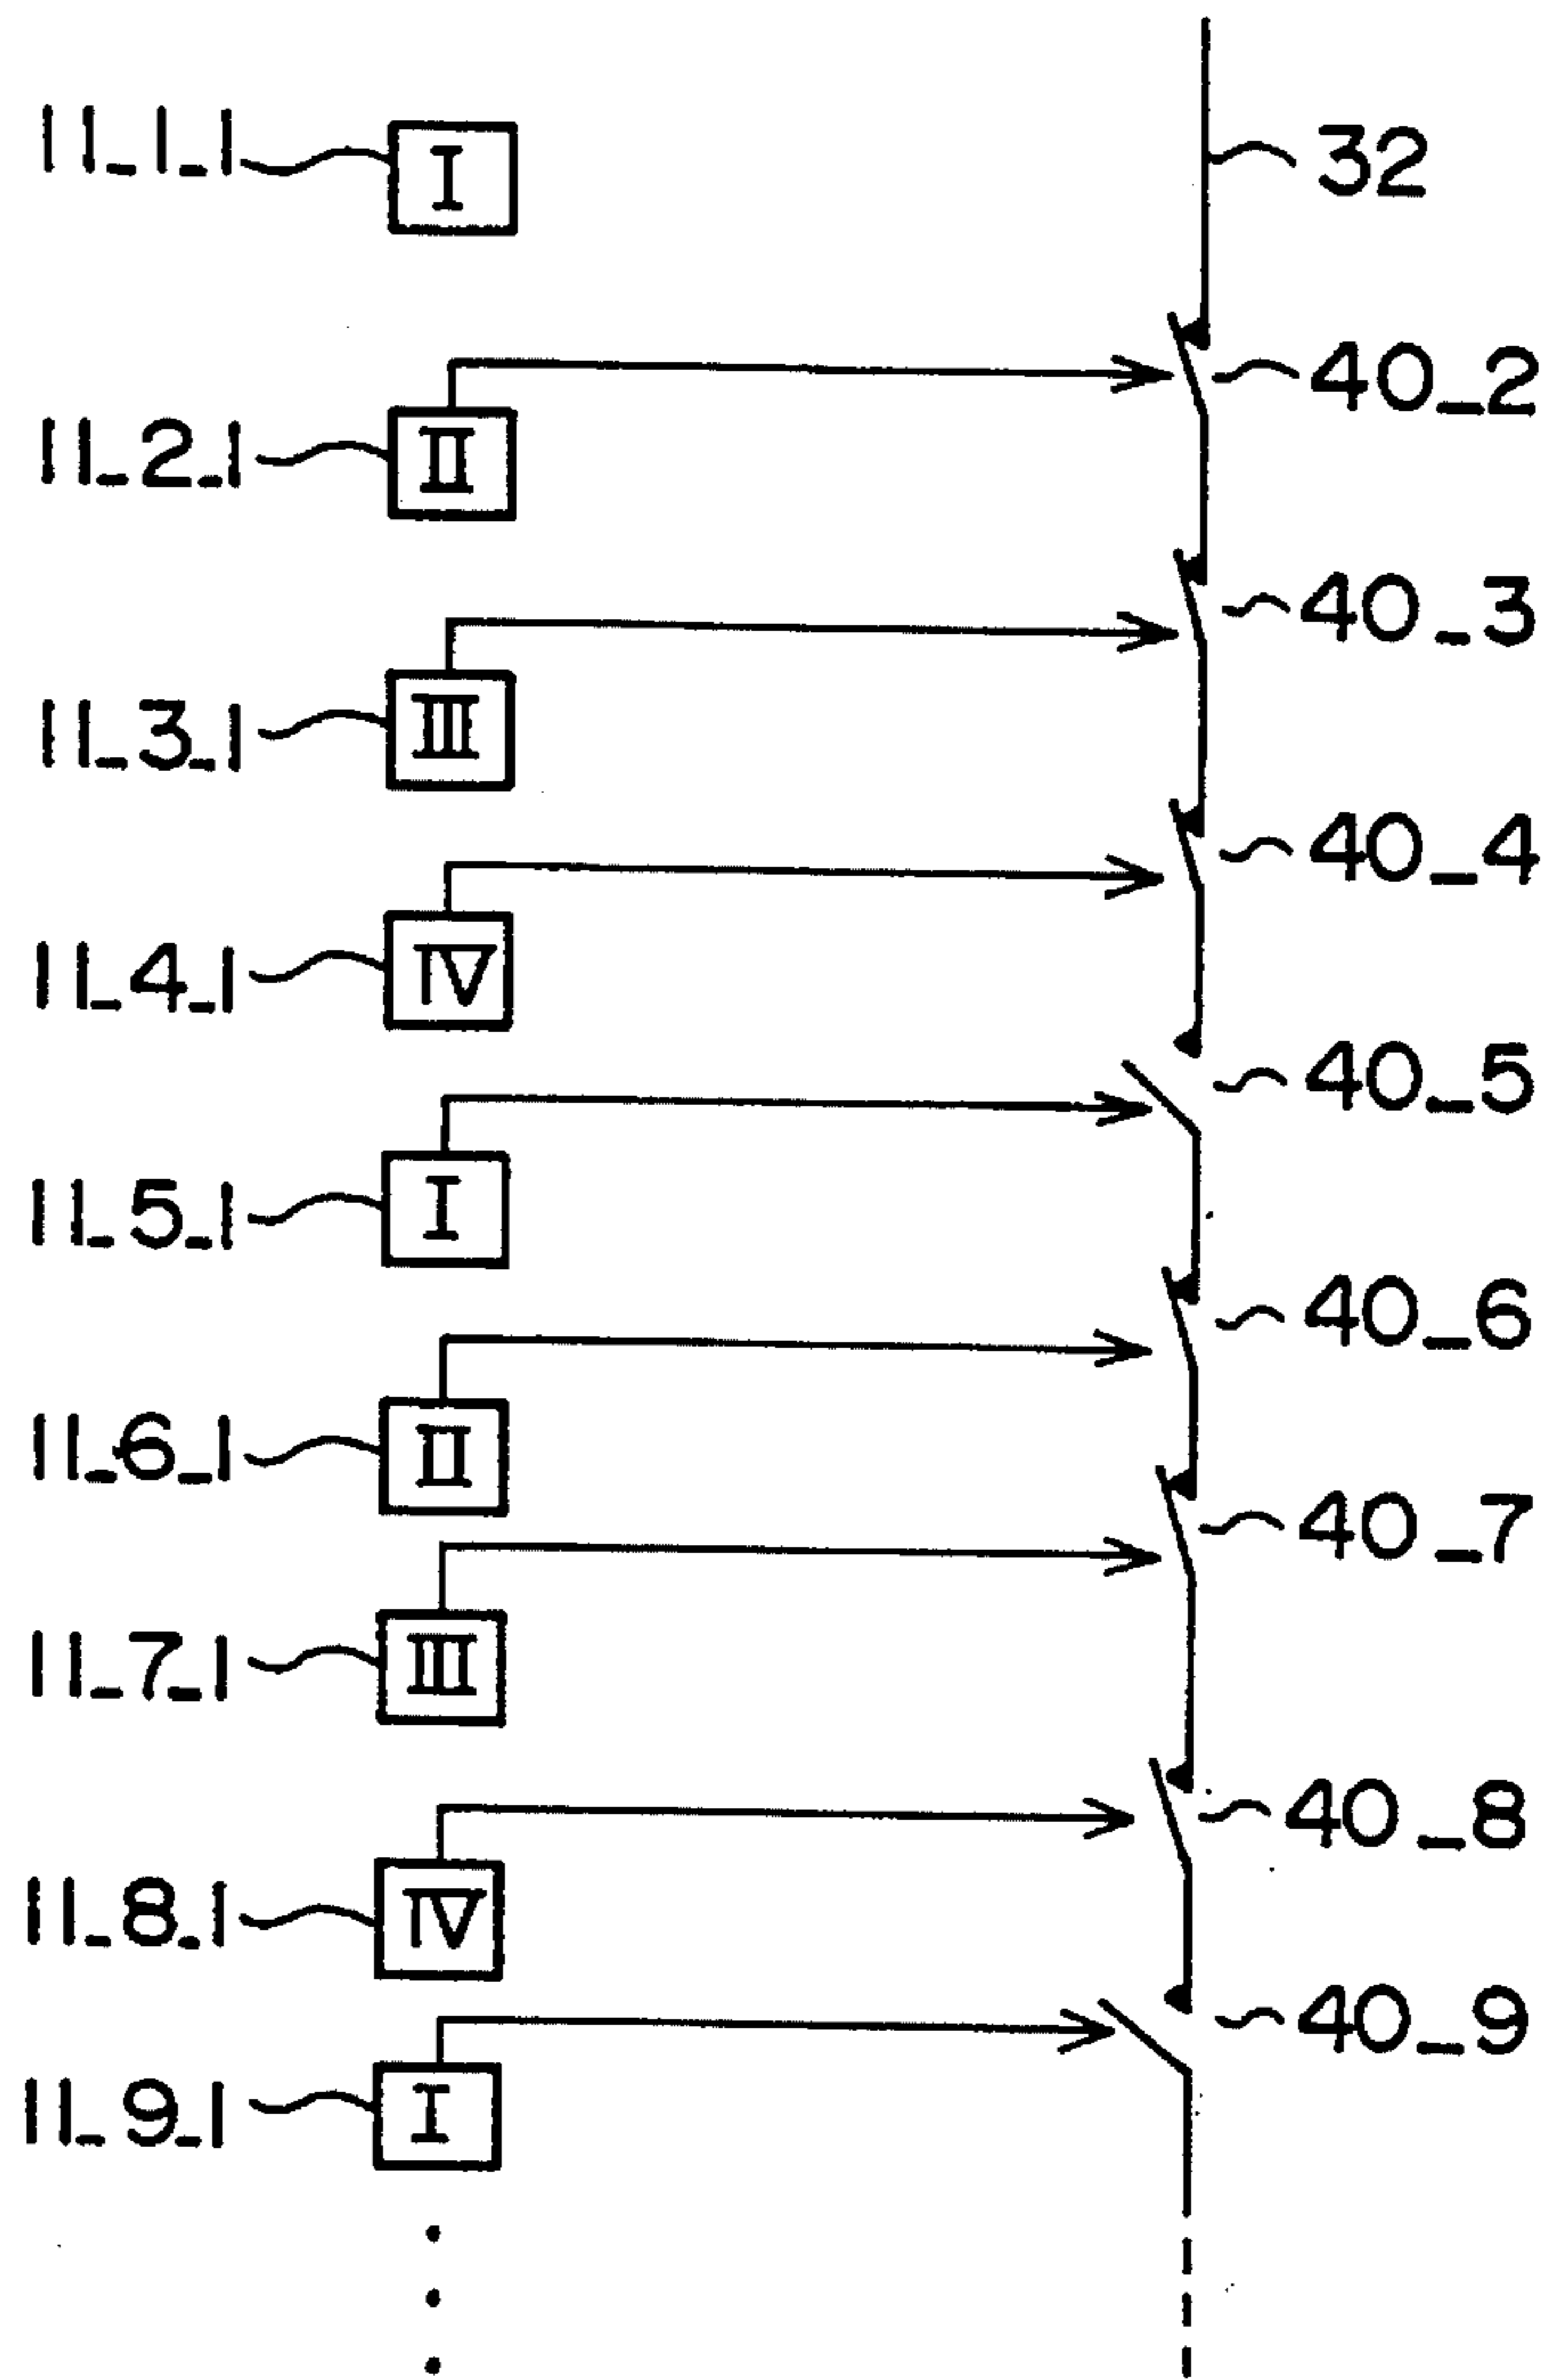 11_1_1 I 32
40_2
11_2_1 II
40_3
11_3_1 III
40_4
11_4_1 IV
40_5
11_5_1 I
40_6
11_6_1 II
40_7
11_7_1 III
40_8
11_8_1 IV
40_9
11_9_1 I